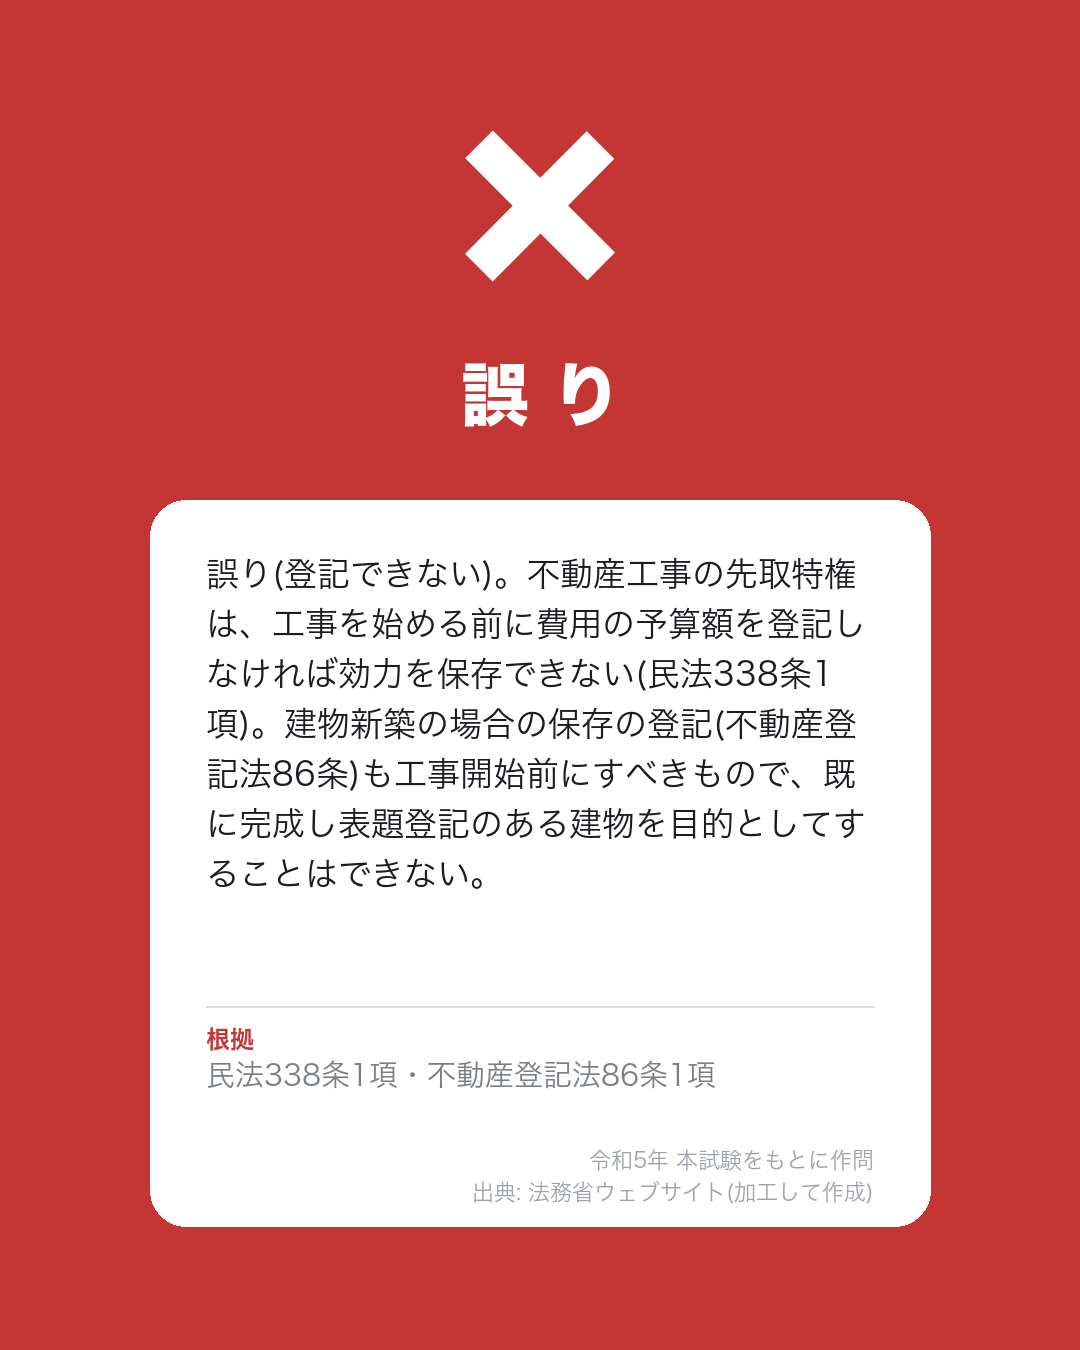 誤り
誤り(登記できない)。不動産工事の先取特権
は、工事を始める前に費用の予算額を登記し
なければ効力を保存できない(民法338条1
項)。建物新築の場合の保存の登記(不動産登
記法86条)も工事開始前にすべきもので、既
に完成し表題登記のある建物を目的としてす
ることはできない。
根拠
民法338条1項・不動産登記法86条1項
令和5年 本試験をもとに作問
出典: 法務省ウェブサイト(加工して作成)